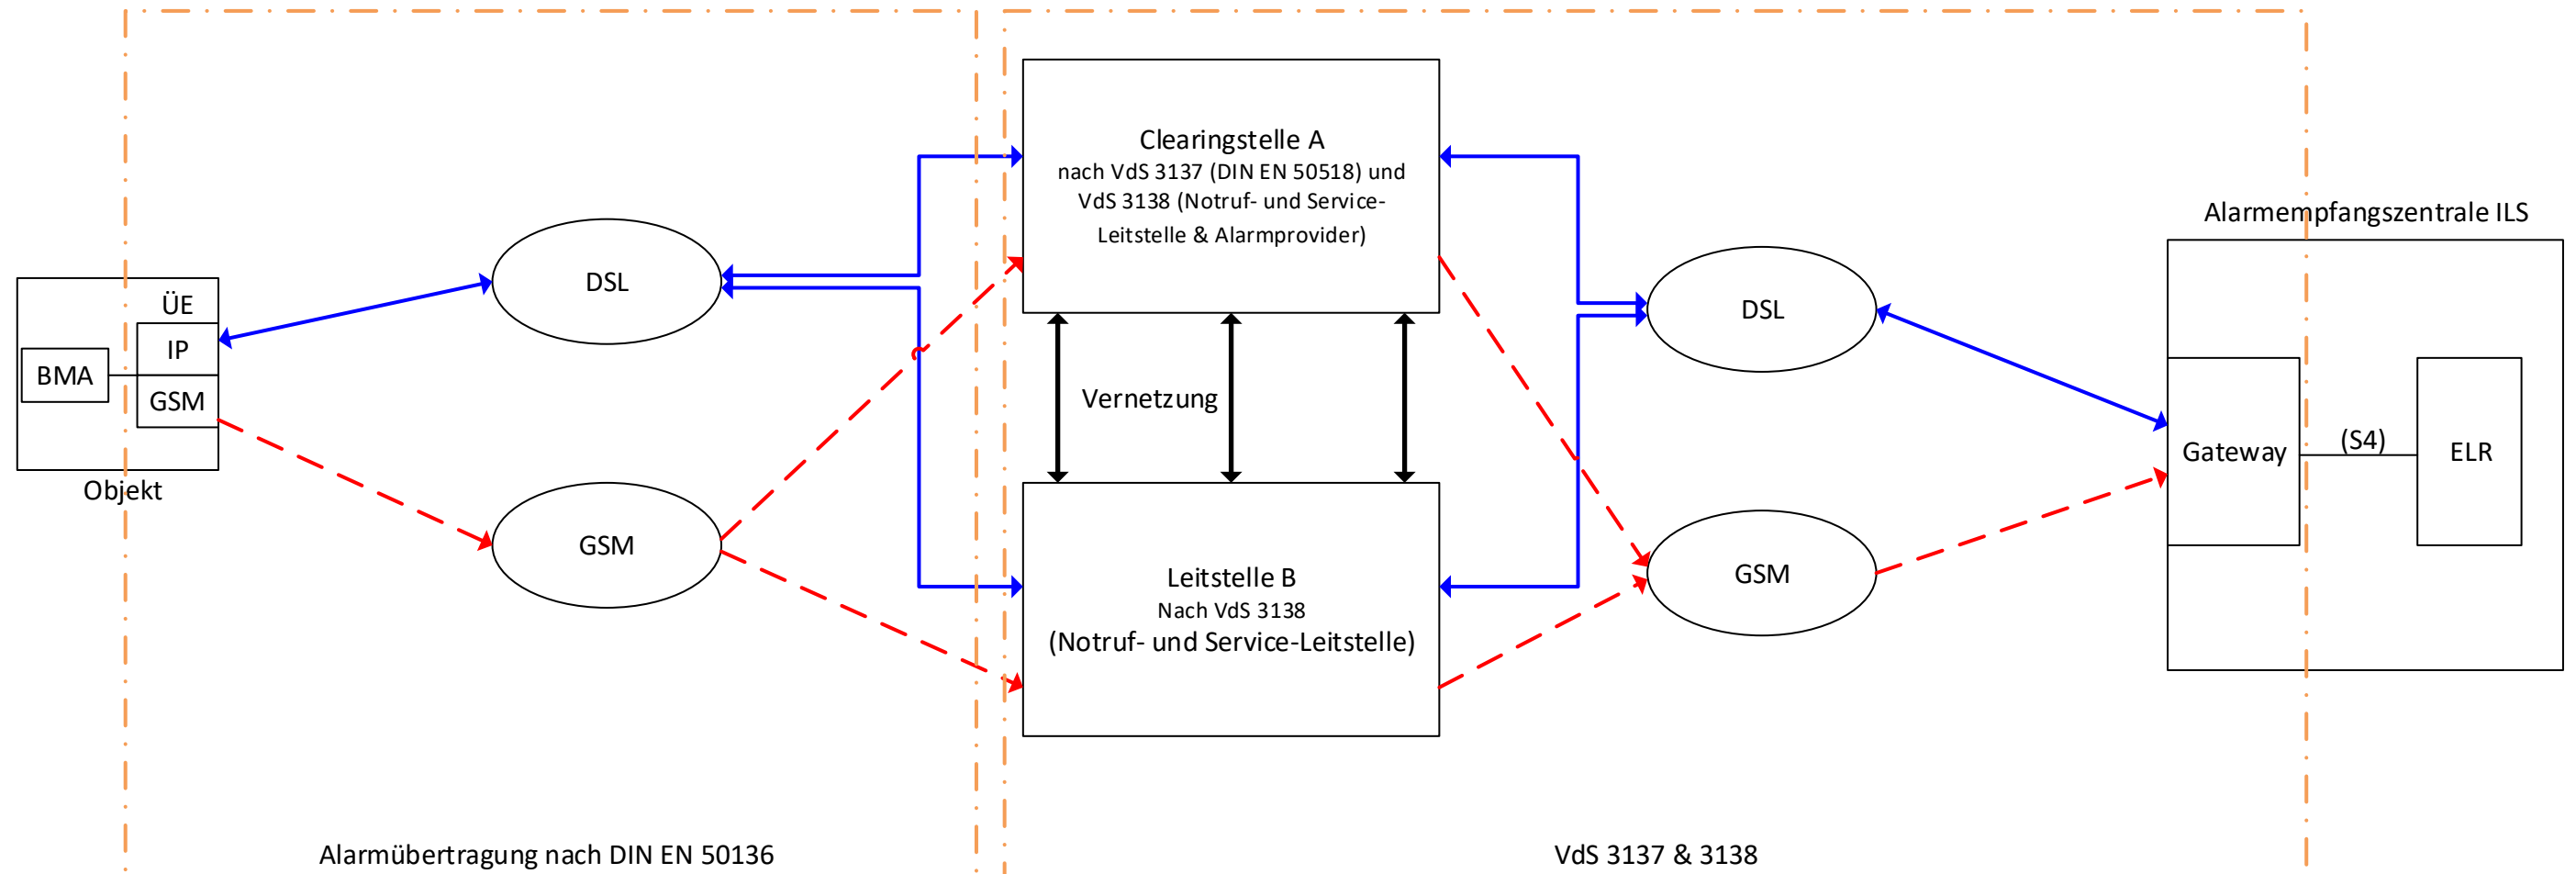 ÜE
IP
BMA
GSM
Objekt
DSL
GSM
Clearingstelle A
nach VdS 3137 (DIN EN 50518) und
VdS 3138 (Notruf- und Service-
Leitstelle & Alarmprovider)
Vernetzung
Leitstelle B
Nach VdS 3138
(Notruf- und Service-Leitstelle)
DSL
GSM
Alarmempfangszentrale ILS
Gateway
(S4)
ELR
Alarmübertragung nach DIN EN 50136
VdS 3137 & 3138